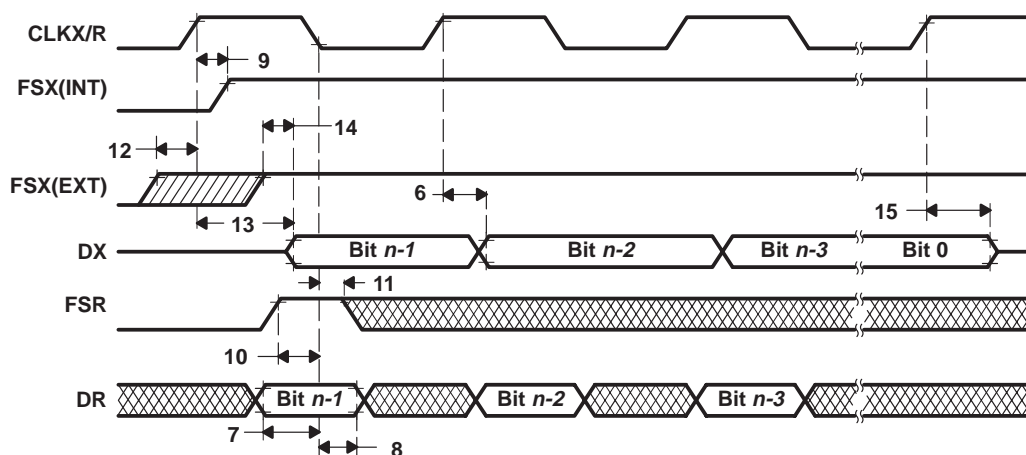 CLKX/R
9
FSX(INT)
14
12
FSX(EXT)
6
13
15
DX
Bit n-1
Bit n-2
Bit n-3
Bit 0
11
FSR
10
DR
Bit n-1
Bit n-2
Bit n-3
7
8